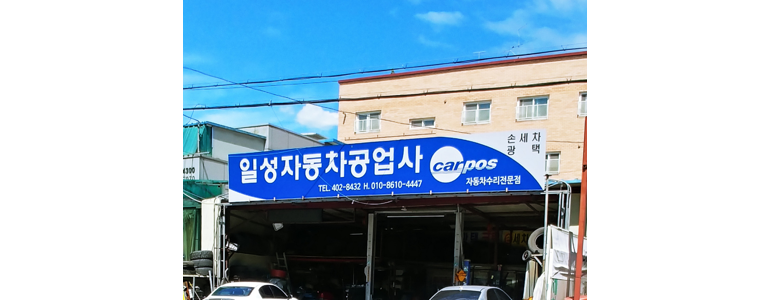 일성자동차공업사
carpos
손세차
광택
TEL. 402-8432 H. 010-8610-4447
자동차수리전문점